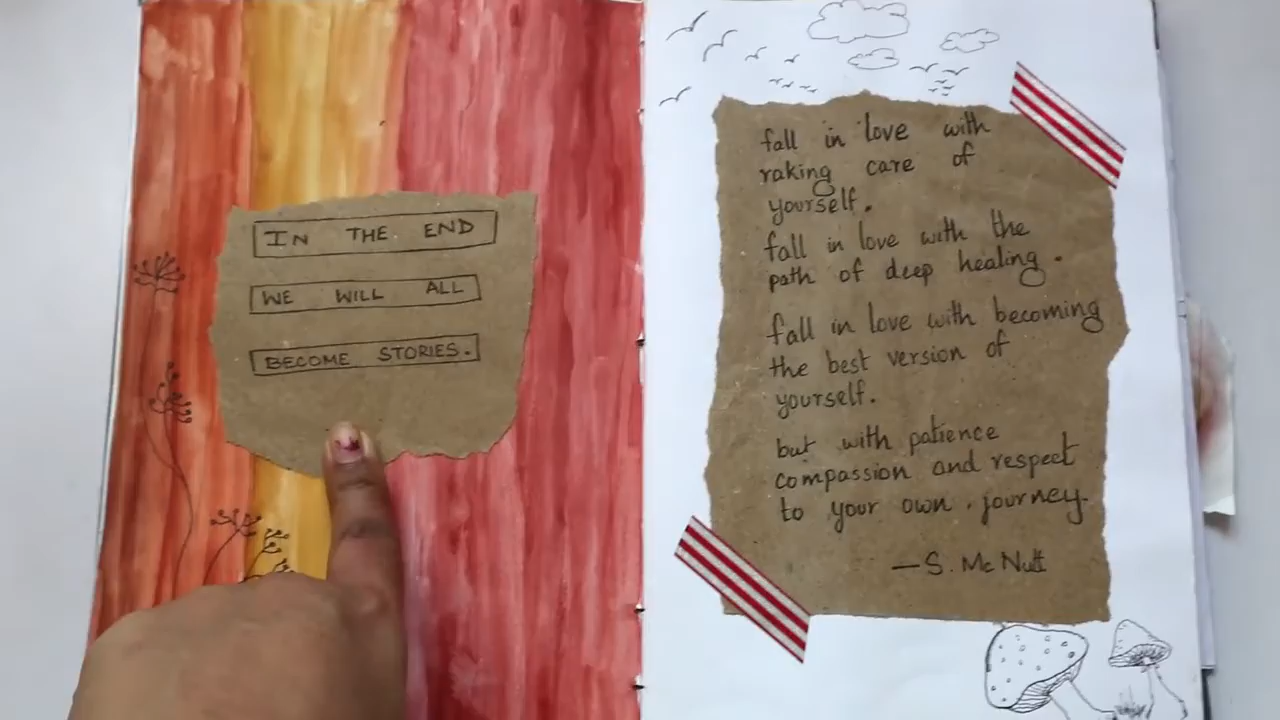 IN THE END
WE WILL ALL
BECOME STORIES.
fall in love with
raking care of
yourself.
fall in love with the
path of deep healing.
fall in love with becoming
the best version of
yourself.
but with patience
compassion and respect
to your own . journey.
—S. Mc Nutt